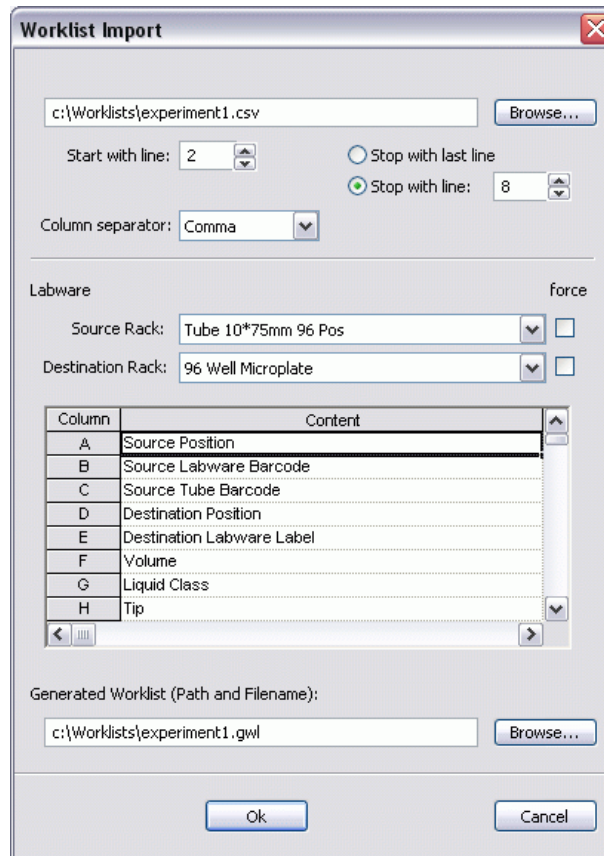 Worklist Import
c:\Worklists\experiment1.csv
Browse...
Start with line: 2
Stop with last line
Stop with line: 8
Column separator: Comma
Labware force
Source Rack: Tube 10*75mm 96 Pos
Destination Rack: 96 Well Microplate
Column Content
A Source Position
B Source Labware Barcode
C Source Tube Barcode
D Destination Position
E Destination Labware Label
F Volume
G Liquid Class
H Tip
Generated Worklist (Path and Filename):
c:\Worklists\experiment1.gwl
Browse...
Ok Cancel